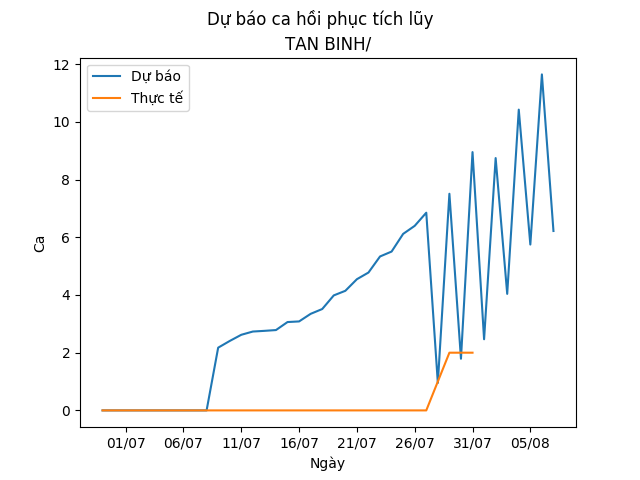 Dự báo ca hồi phục tích lũy
TAN BINH/
Dự báo
Thực tế
Ca
12
10
8
6
4
2
0
01/07 06/07 11/07 16/07 21/07 26/07 31/07 05/08
Ngày